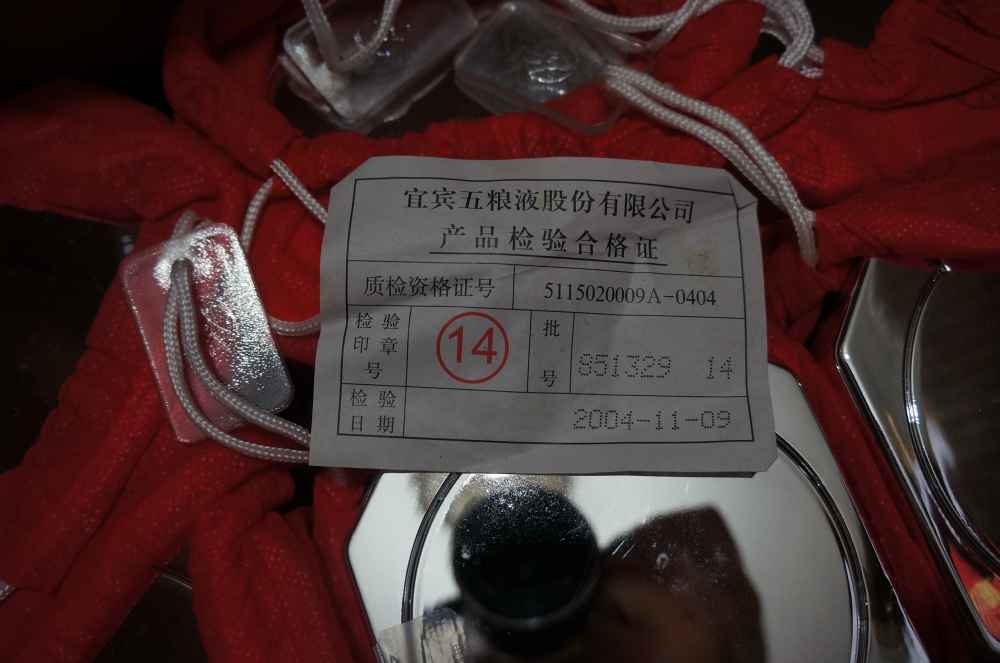 宜宾五粮液股份有限公司
产品检验合格证
质检资格证号 5115020009A-0404
检验印章号 14 批号 851329 14
检验日期 2004-11-09